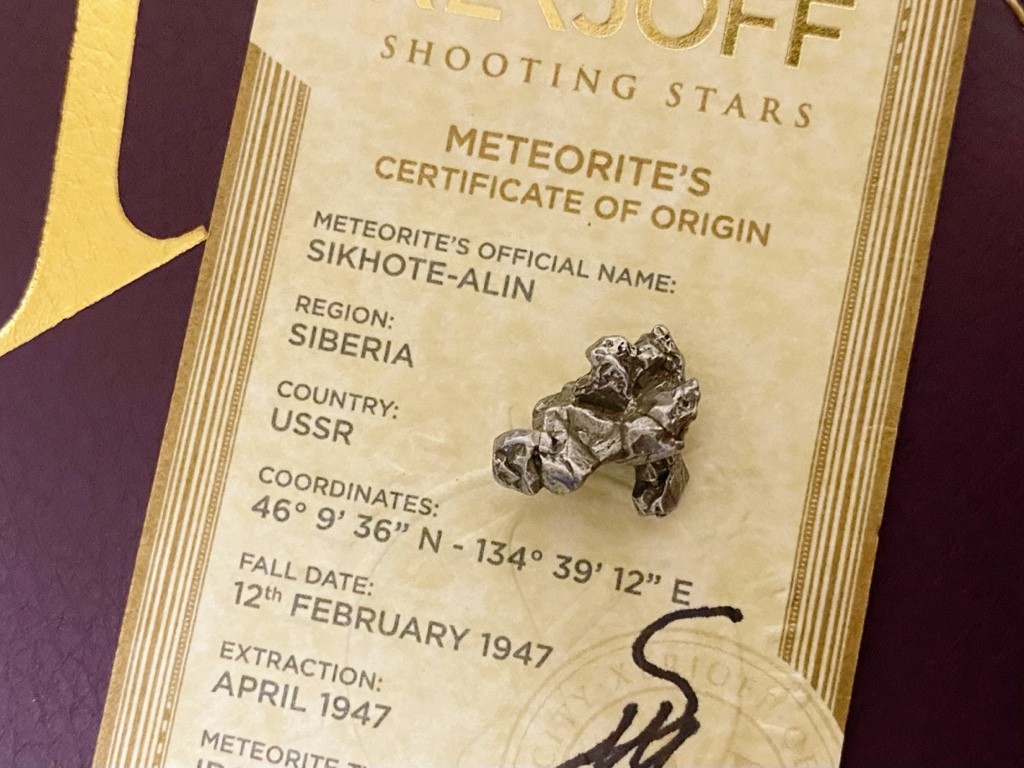 SHOOTING STARS
METEORITE'S
CERTIFICATE OF ORIGIN
METEORITE'S OFFICIAL NAME:
SIKHOTE-ALIN
REGION:
SIBERIA
COUNTRY:
USSR
COORDINATES:
46° 9' 36” N - 134° 39' 12” E
FALL DATE:
12th FEBRUARY 1947
EXTRACTION:
APRIL 1947
METEORITE